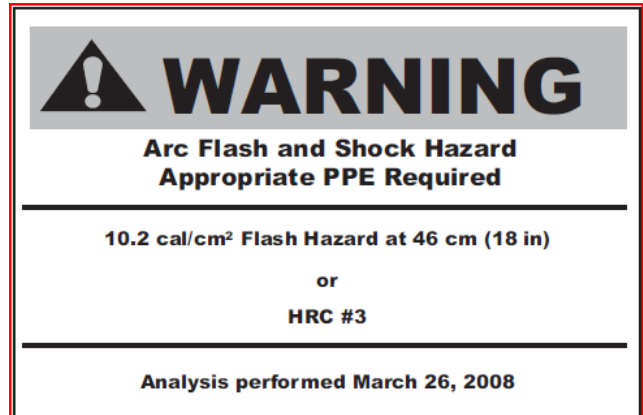 WARNING
Arc Flash and Shock Hazard
Appropriate PPE Required
10.2 cal/cm² Flash Hazard at 46 cm (18 in)
or
HRC #3
Analysis performed March 26, 2008